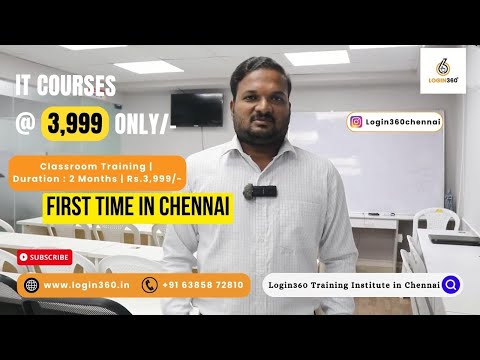 IT COURSES
@ 3,999 ONLY/-
LOGIN360
Login360chennai
Classroom Training |
Duration : 2 Months | Rs.3,999/-
FIRST TIME IN CHENNAI
SUBSCRIBE
www.login360.in
+91 63858 72810
Login360 Training Institute in Chennai